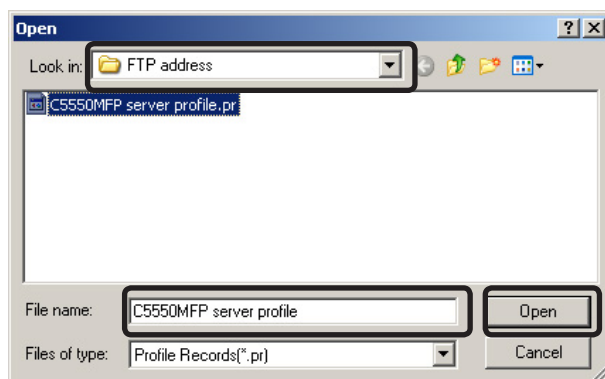 Open
Look in: FTP address
C5550MFP server profile.pr
File name: C5550MFP server profile Open
Files of type: Profile Records(*.pr) Cancel